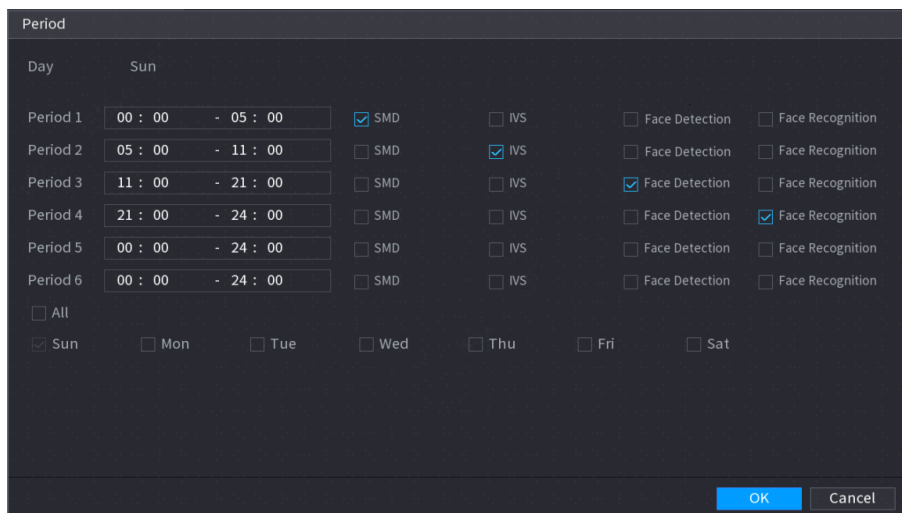 Period
Day Sun
Period 1 00 : 00 - 05 : 00 SMD IVS Face Detection Face Recognition
Period 2 05 : 00 - 11 : 00 SMD IVS Face Detection Face Recognition
Period 3 11 : 00 - 21 : 00 SMD IVS Face Detection Face Recognition
Period 4 21 : 00 - 24 : 00 SMD IVS Face Detection Face Recognition
Period 5 00 : 00 - 24 : 00 SMD IVS Face Detection Face Recognition
Period 6 00 : 00 - 24 : 00 SMD IVS Face Detection Face Recognition
All
Sun Mon Tue Wed Thu Fri Sat
OK Cancel